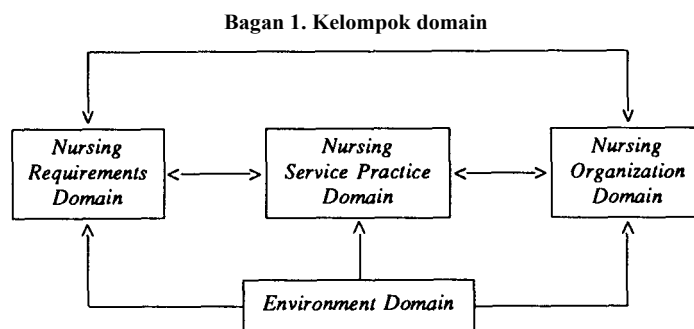 Bagan 1. Kelompok domain
Nursing
Requirements
Domain
Nursing
Service Practice
Domain
Nursing
Organization
Domain
Environment Domain